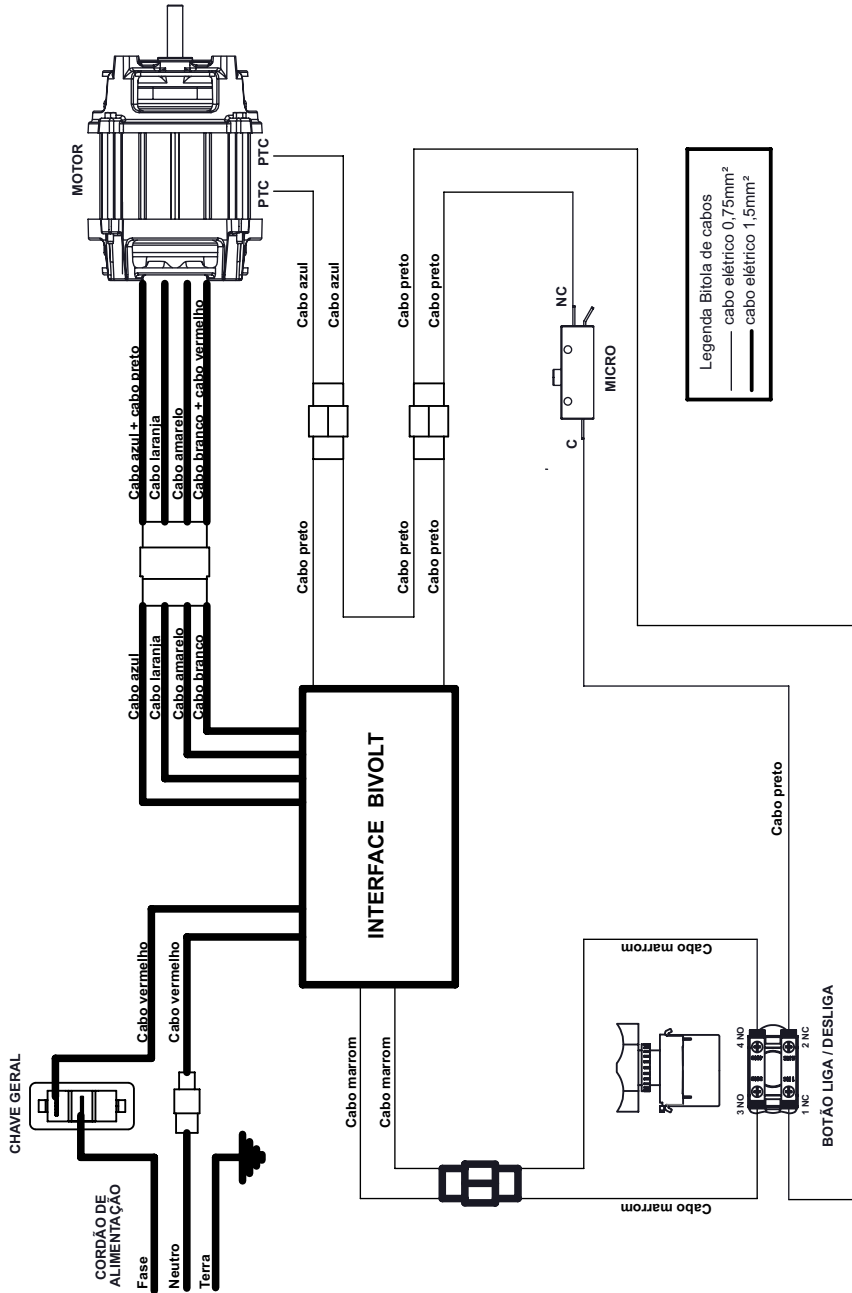 CHAVE GERAL
CORDÃO DE
ALIMENTAÇÃO
Fase
Neutro
Terra
Cabo vermelho
Cabo vermelho
Cabo azul
Cabo laranja
Cabo amarelo
Cabo branco
Cabo azul + cabo preto
Cabo laranja
Cabo amarelo
Cabo branco + cabo vermelho
MOTOR
PTC
PTC
INTERFACE BIVOLT
Cabo preto
Cabo azul
Cabo azul
Cabo preto
Cabo preto
Cabo preto
Cabo preto
Cabo marrom
Cabo marrom
Cabo marrom
Cabo marrom
C
NC
MICRO
Cabo preto
3 NO
4 NO
1 NC
2 NC
BOTÃO LIGA / DESLIGA
Legenda Bitola de cabos
cabo elétrico 0,75mm²
cabo elétrico 1,5mm²